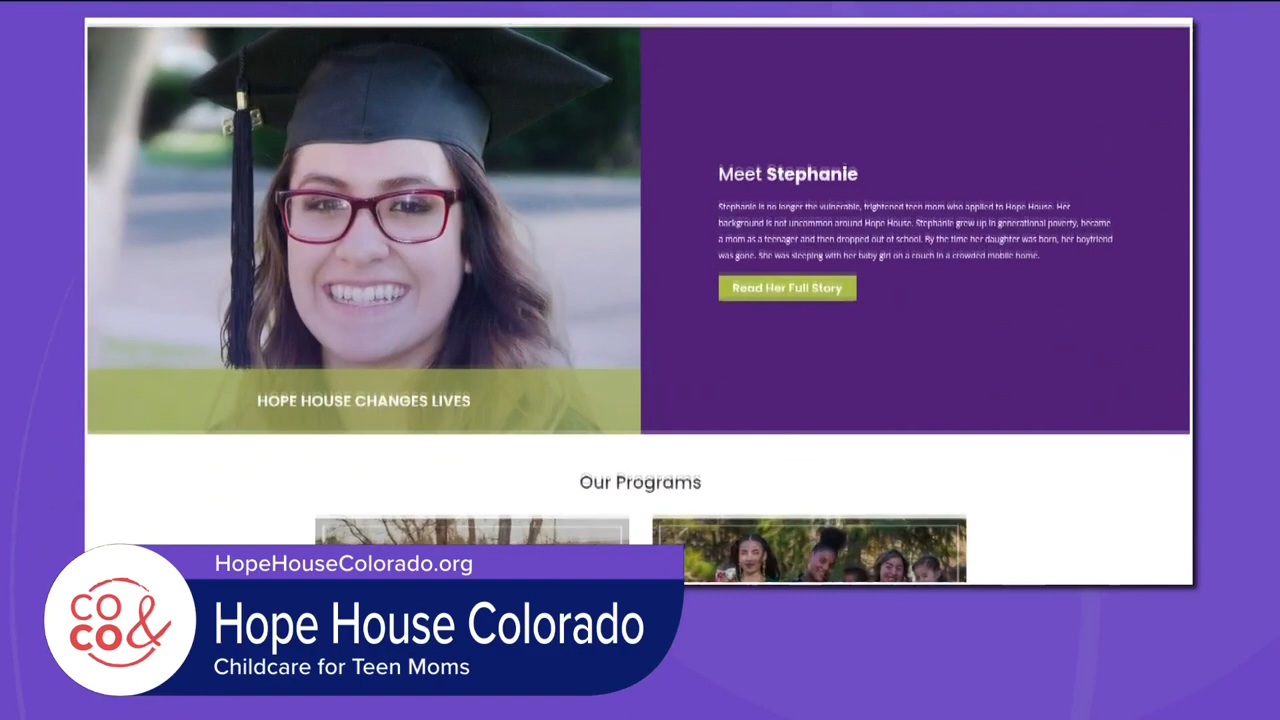 Meet Stephanie
Stephanie is no longer the vulnerable, frightened teen mom who applied to Hope House. Her
background is not uncommon around Hope House. Stephanie grew up in generational poverty, became
a mom as a teenager and then dropped out of school. By the time her daughter was born, her boyfriend
was gone. She was sleeping with her baby girl on a couch in a crowded mobile home.
Read Her Full Story
HOPE HOUSE CHANGES LIVES
Our Programs
HopeHouseColorado.org
CO
CO&
Hope House Colorado
Childcare for Teen Moms